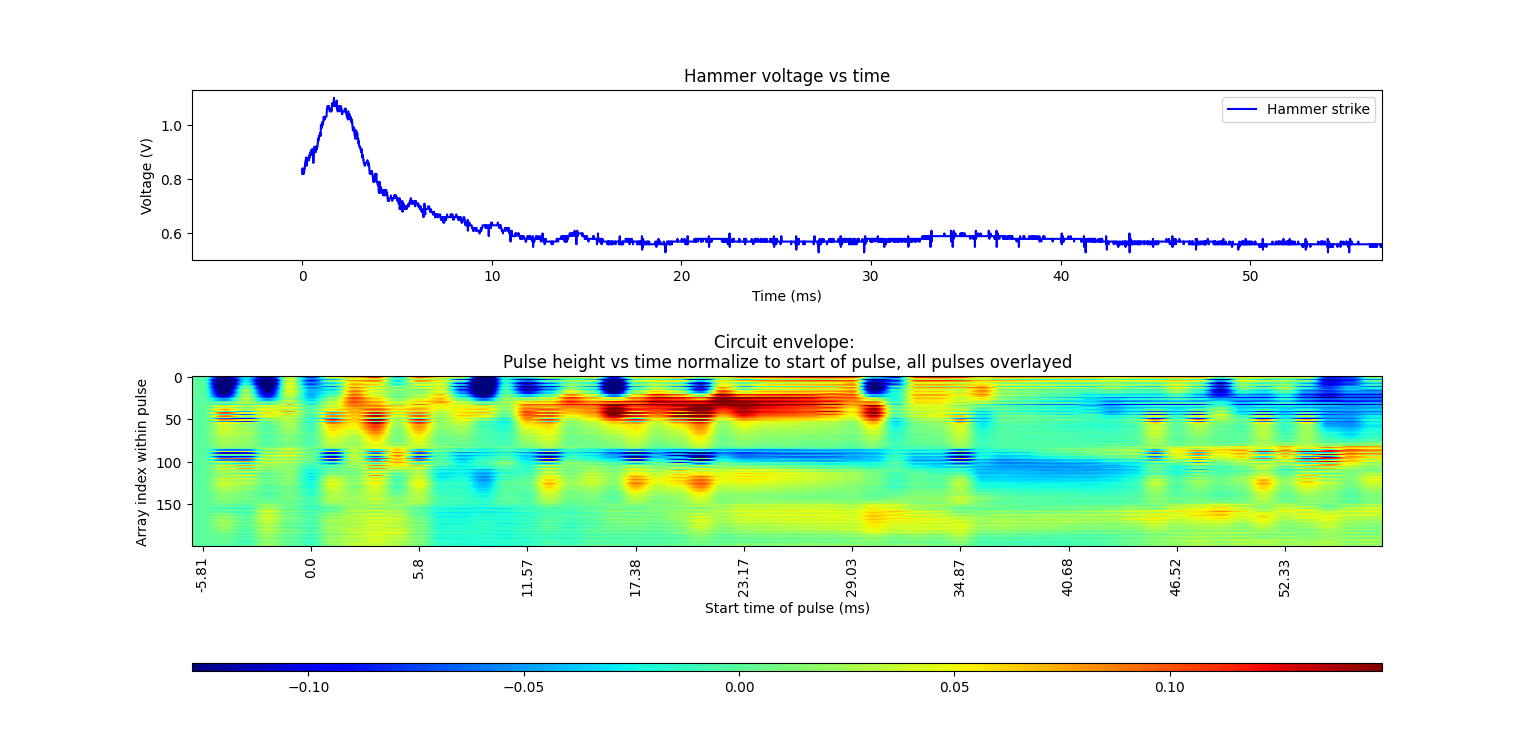 Hammer voltage vs time
Hammer strike
1.0
0.8
0.6
Voltage (V)
0 10 20 30 40 50
Time (ms)
Circuit envelope:
Pulse height vs time normalize to start of pulse, all pulses overlayed
0
50
100
150
Array index within pulse
-5.81 0.0 5.8 11.57 17.38 23.17 29.03 34.87 40.68 46.52 52.33
Start time of pulse (ms)
−0.10 −0.05 0.00 0.05 0.10